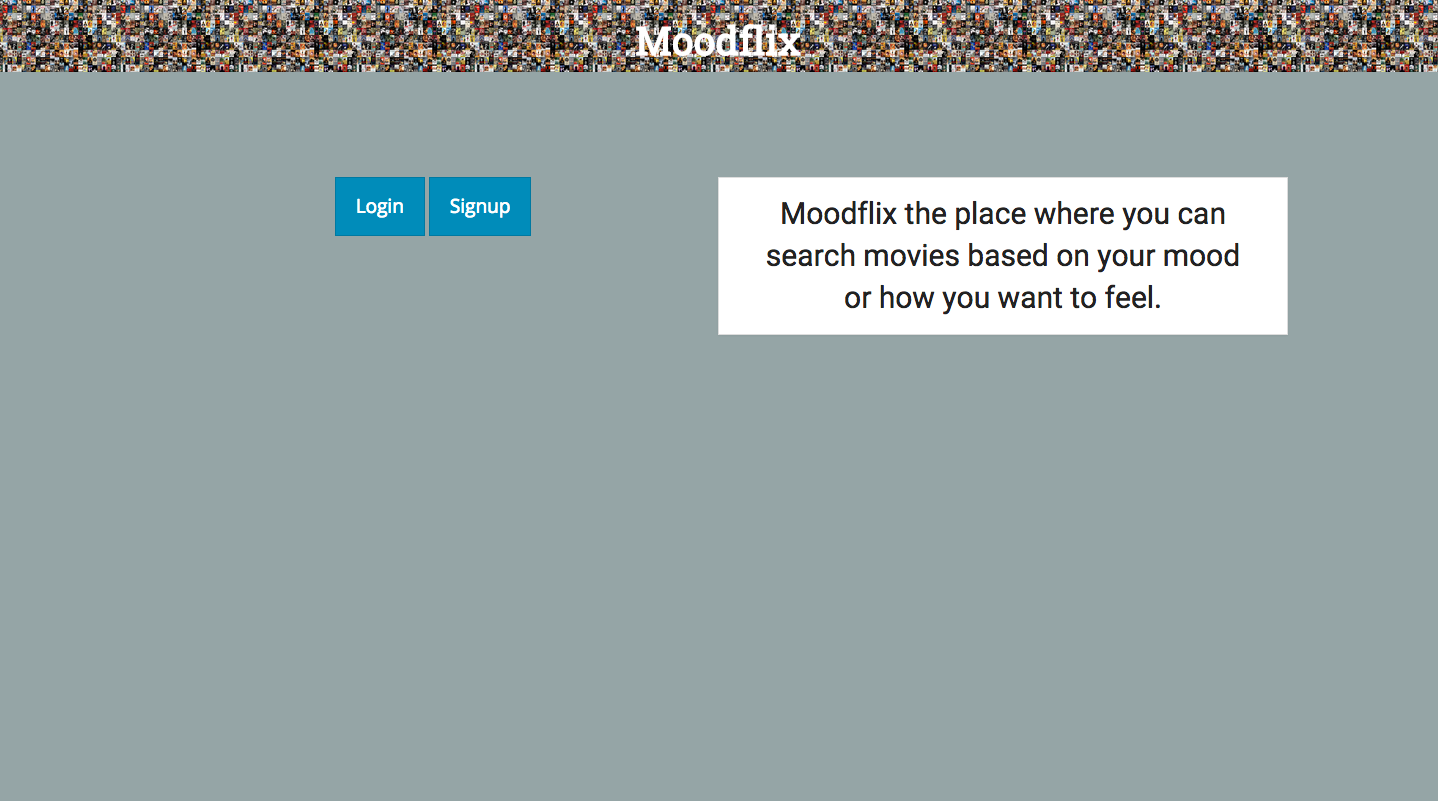 Moodflix
Login
Signup
Moodflix the place where you can
search movies based on your mood
or how you want to feel.